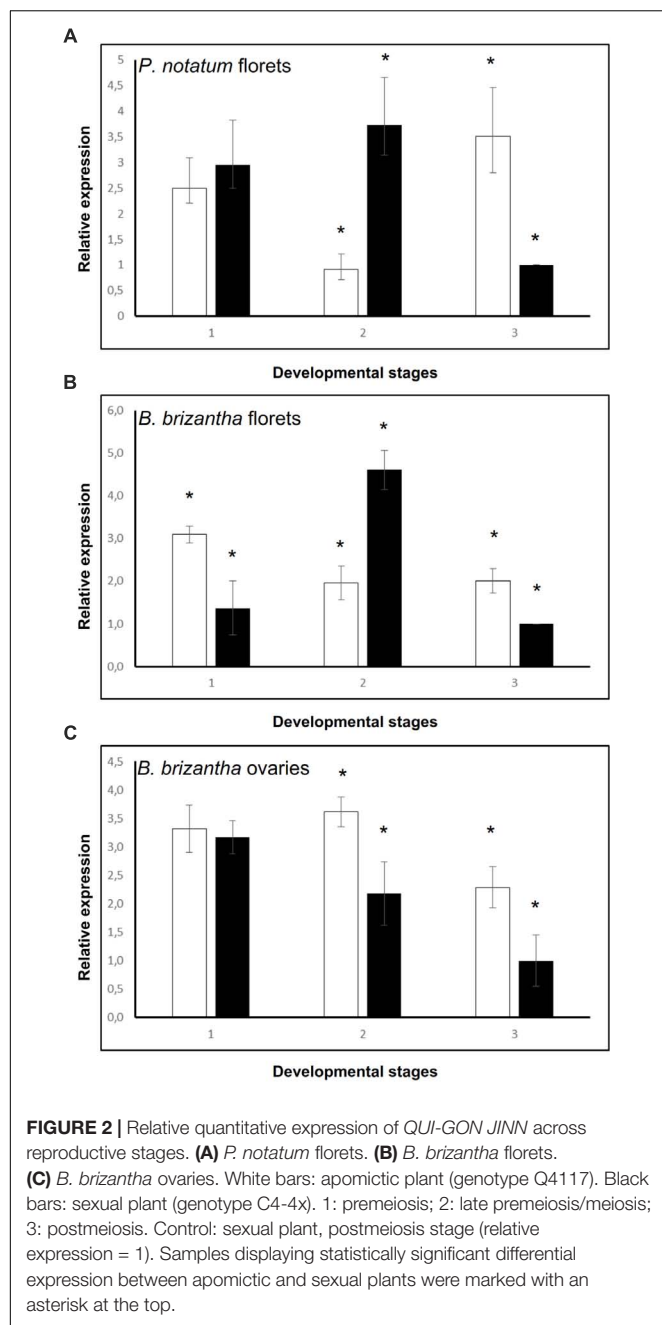 A
P. notatum florets
5
4,5
4
3,5
3
2,5
2
1,5
1
0,5
0
Relative expression
* * * *
1 2 3
Developmental stages
B
B. brizantha florets
6,0
5,0
4,0
3,0
2,0
1,0
0,0
Relative expression
* * * * * *
1 2 3
Developmental stages
C
B. brizantha ovaries
4,5
4,0
3,5
3,0
2,5
2,0
1,5
1,0
0,5
0,0
Relative expression
* * * *
1 2 3
Developmental stages
FIGURE 2 | Relative quantitative expression of QUI-GON JINN across
reproductive stages. (A) P. notatum florets. (B) B. brizantha florets.
(C) B. brizantha ovaries. White bars: apomictic plant (genotype Q4117). Black
bars: sexual plant (genotype C4-4x). 1: premeiosis; 2: late premeiosis/meiosis;
3: postmeiosis. Control: sexual plant, postmeiosis stage (relative
expression = 1). Samples displaying statistically significant differential
expression between apomictic and sexual plants were marked with an
asterisk at the top.